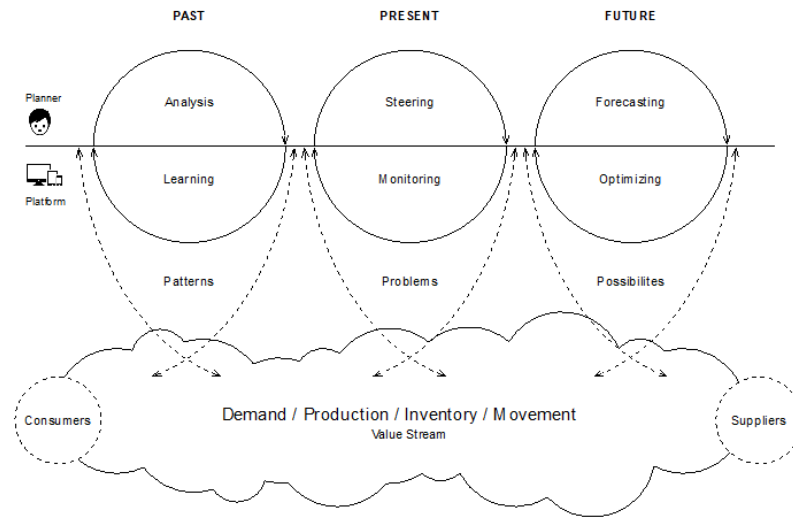 PAST
PRESENT
FUTURE
Planner
Analysis
Steering
Forecasting
Platform
Learning
Monitoring
Optimizing
Patterns
Problems
Possibilites
Consumers
Demand / Production / Inventory / Movement
Value Stream
Suppliers